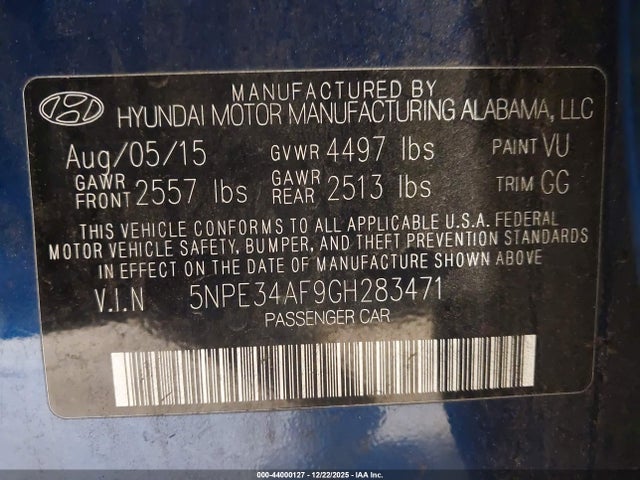 MANUFACTURED BY
HYUNDAI MOTOR MANUFACTURING ALABAMA, LLC
Aug/05/15 GVWR 4497 lbs PAINT VU
GAWR FRONT 2557 lbs GAWR REAR 2513 lbs TRIM GG
THIS VEHICLE CONFORMS TO ALL APPLICABLE U.S.A. FEDERAL
MOTOR VEHICLE SAFETY, BUMPER, AND THEFT PREVENTION STANDARDS
IN EFFECT ON THE DATE OF MANUFACTURE SHOWN ABOVE
V.I.N 5NPE34AF9GH283471
PASSENGER CAR
000-44000127 - 12/22/2025 - IAA Inc.